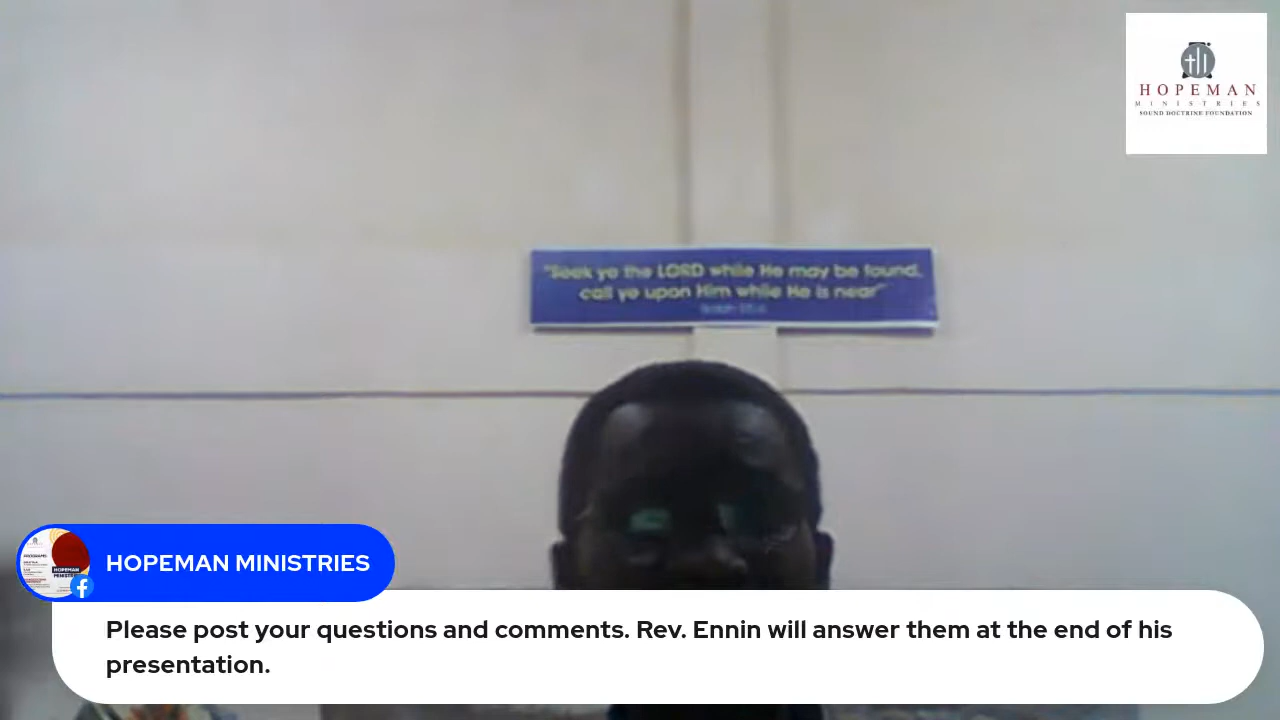 HOPEMAN
MINISTRIES
SOUND DOCTRINE FOUNDATION
"Seek ye the LORD while He may be found,
call ye upon Him while He is near"
HOPEMAN MINISTRIES
Please post your questions and comments. Rev. Ennin will answer them at the end of his
presentation.